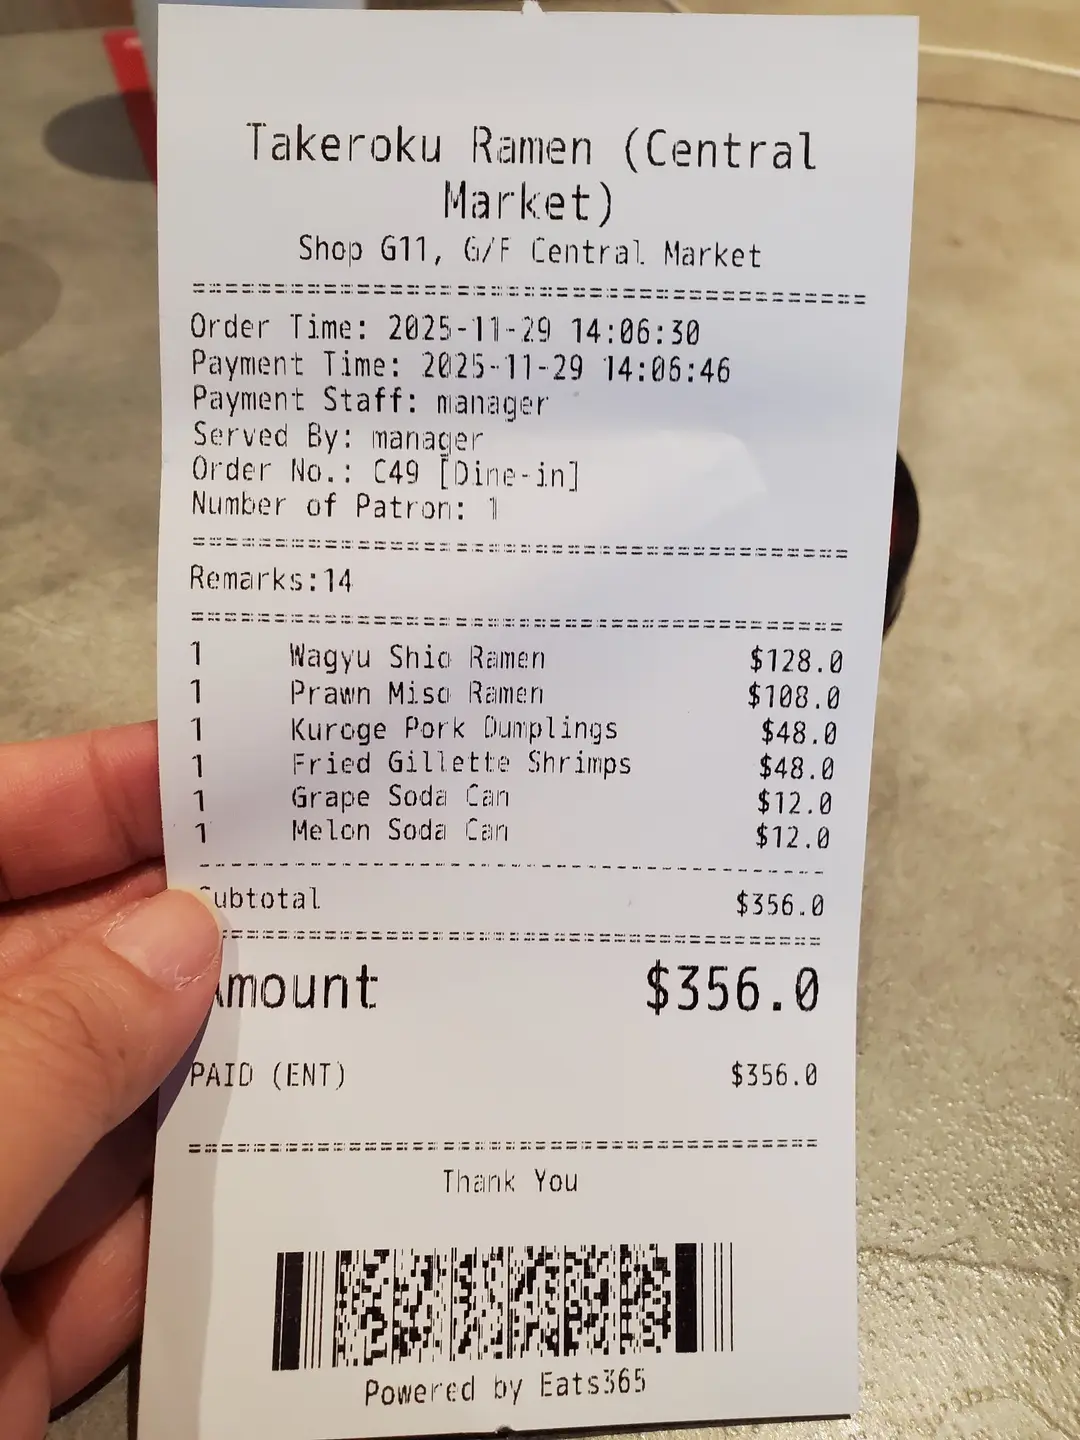 Takeroku Ramen (Central
Market)
Shop G11, G/F Central Market
Order Time: 2025-11-29 14:06:30
Payment Time: 2025-11-29 14:06:46
Payment Staff: manager
Served By: manager
Order No.: C49 [Dine-in]
Number of Patron: 1
Remarks:14
1 Wagyu Shio Ramen $128.0
1 Prawn Miso Ramen $108.0
1 Kuroge Pork Dumplings $48.0
1 Fried Gillette Shrimps $48.0
1 Grape Soda Can $12.0
1 Melon Soda Can $12.0
Subtotal $356.0
Amount $356.0
PAID (ENT) $356.0
Thank You
Powered by Eats365